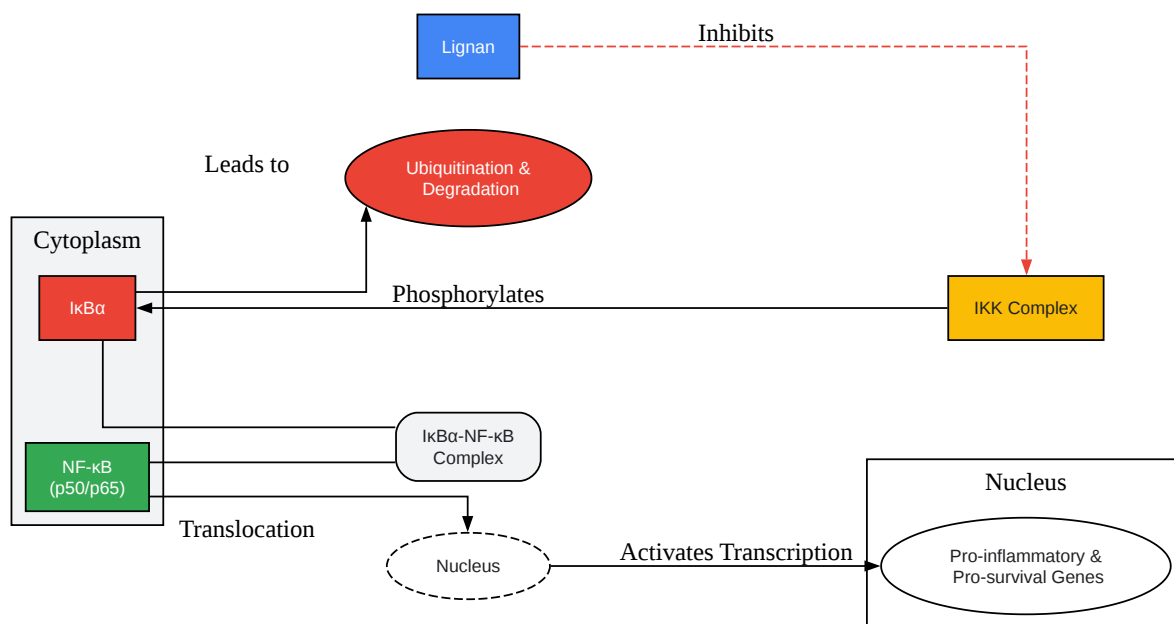 Lignan
Inhibits
Leads to
Ubiquitination &
Degradation
Cytoplasm
IκBα
Phosphorylates
IKK Complex
IκBα-NF-κB
Complex
NF-κB
(p50/p65)
Translocation
Nucleus
Activates Transcription
Nucleus
Pro-inflammatory &
Pro-survival Genes